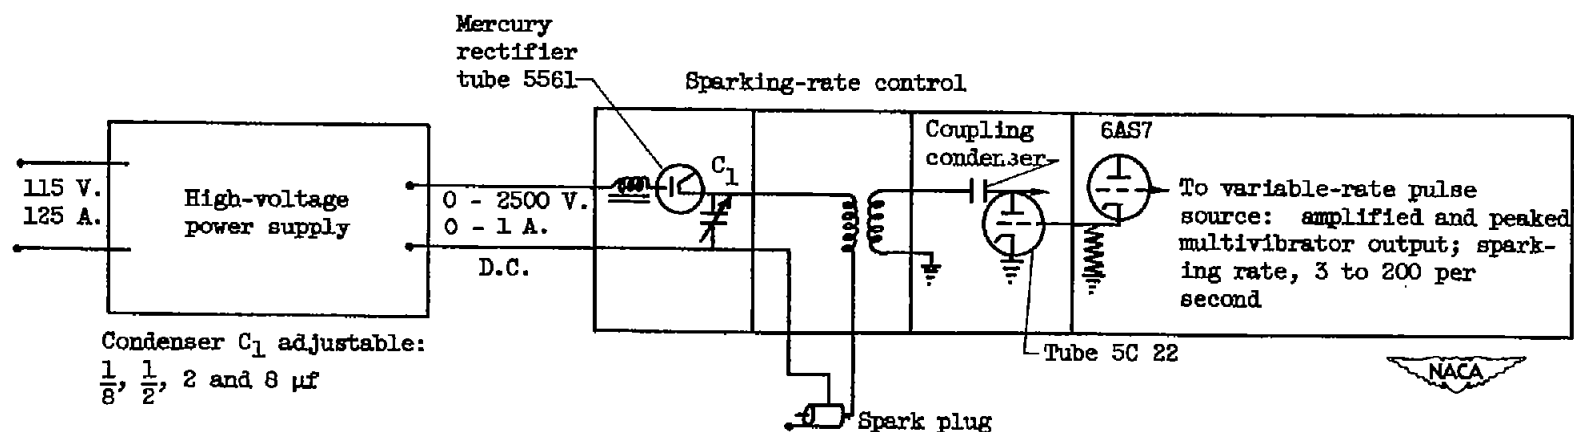 Mercury
rectifier
tube 5561
Sparking-rate control
115 V.
125 A.
High-voltage
power supply
0 - 2500 V.
0 - 1 A.
D.C.
C1
Coupling
condenser
6AS7
To variable-rate pulse
source: amplified and peaked
multivibrator output; spark-
ing rate, 3 to 200 per
second
Tube 5C 22
Condenser C1 adjustable:
1/8, 1/2, 2 and 8 μf
Spark plug
NACA